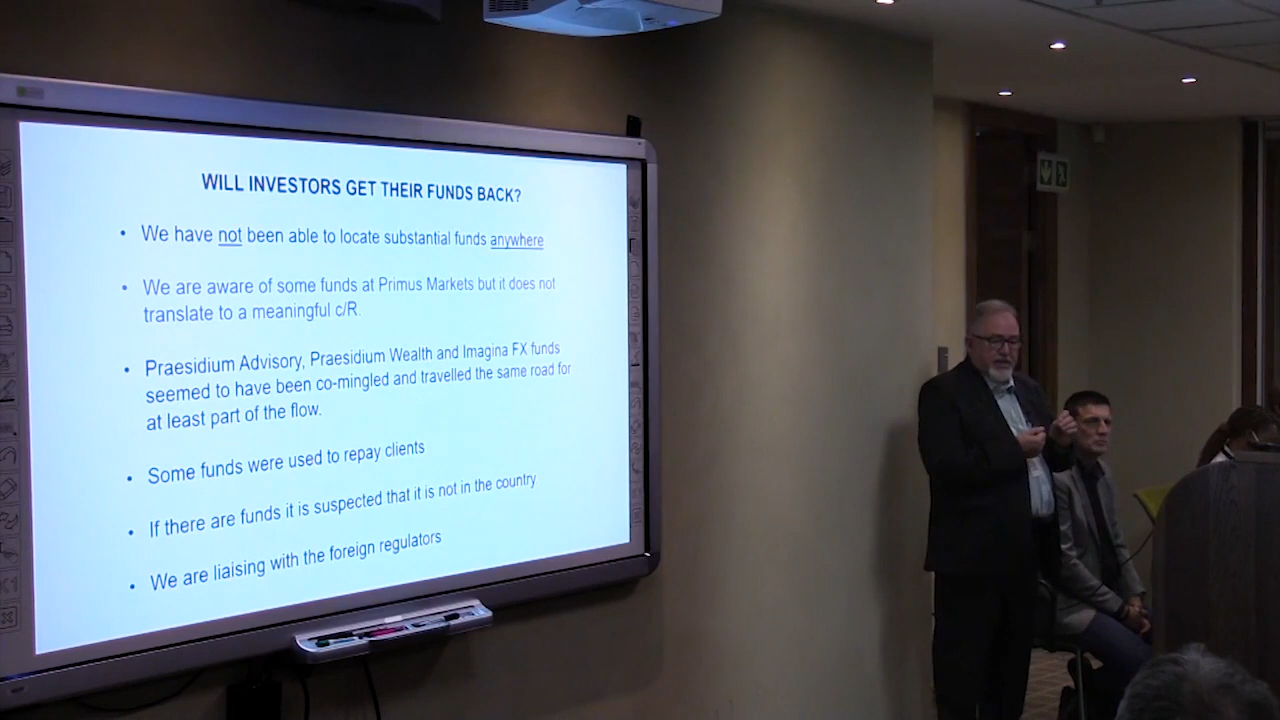 WILL INVESTORS GET THEIR FUNDS BACK?
• We have not been able to locate substantial funds anywhere
• We are aware of some funds at Primus Markets but it does not
translate to a meaningful c/R.
• Praesidium Advisory, Praesidium Wealth and Imagina FX funds
seemed to have been co-mingled and travelled the same road for
at least part of the flow.
• Some funds were used to repay clients
• If there are funds it is suspected that it is not in the country
• We are liaising with the foreign regulators